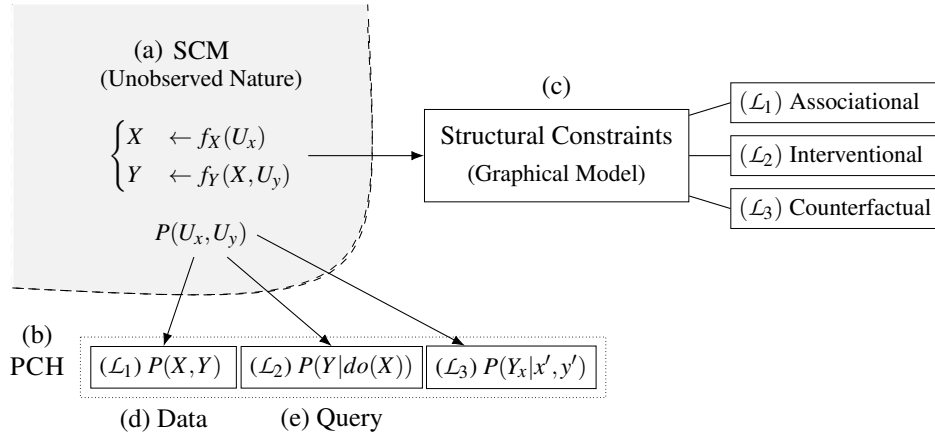 (a) SCM
(Unobserved Nature)
X ← f_X(U_x)
Y ← f_Y(X,U_y)
P(U_x,U_y)
(c)
Structural Constraints
(Graphical Model)
(ℒ₁) Associational
(ℒ₂) Interventional
(ℒ₃) Counterfactual
(b)
PCH
(ℒ₁) P(X,Y)
(ℒ₂) P(Y|do(X))
(ℒ₃) P(Y_x|x′,y′)
(d) Data
(e) Query